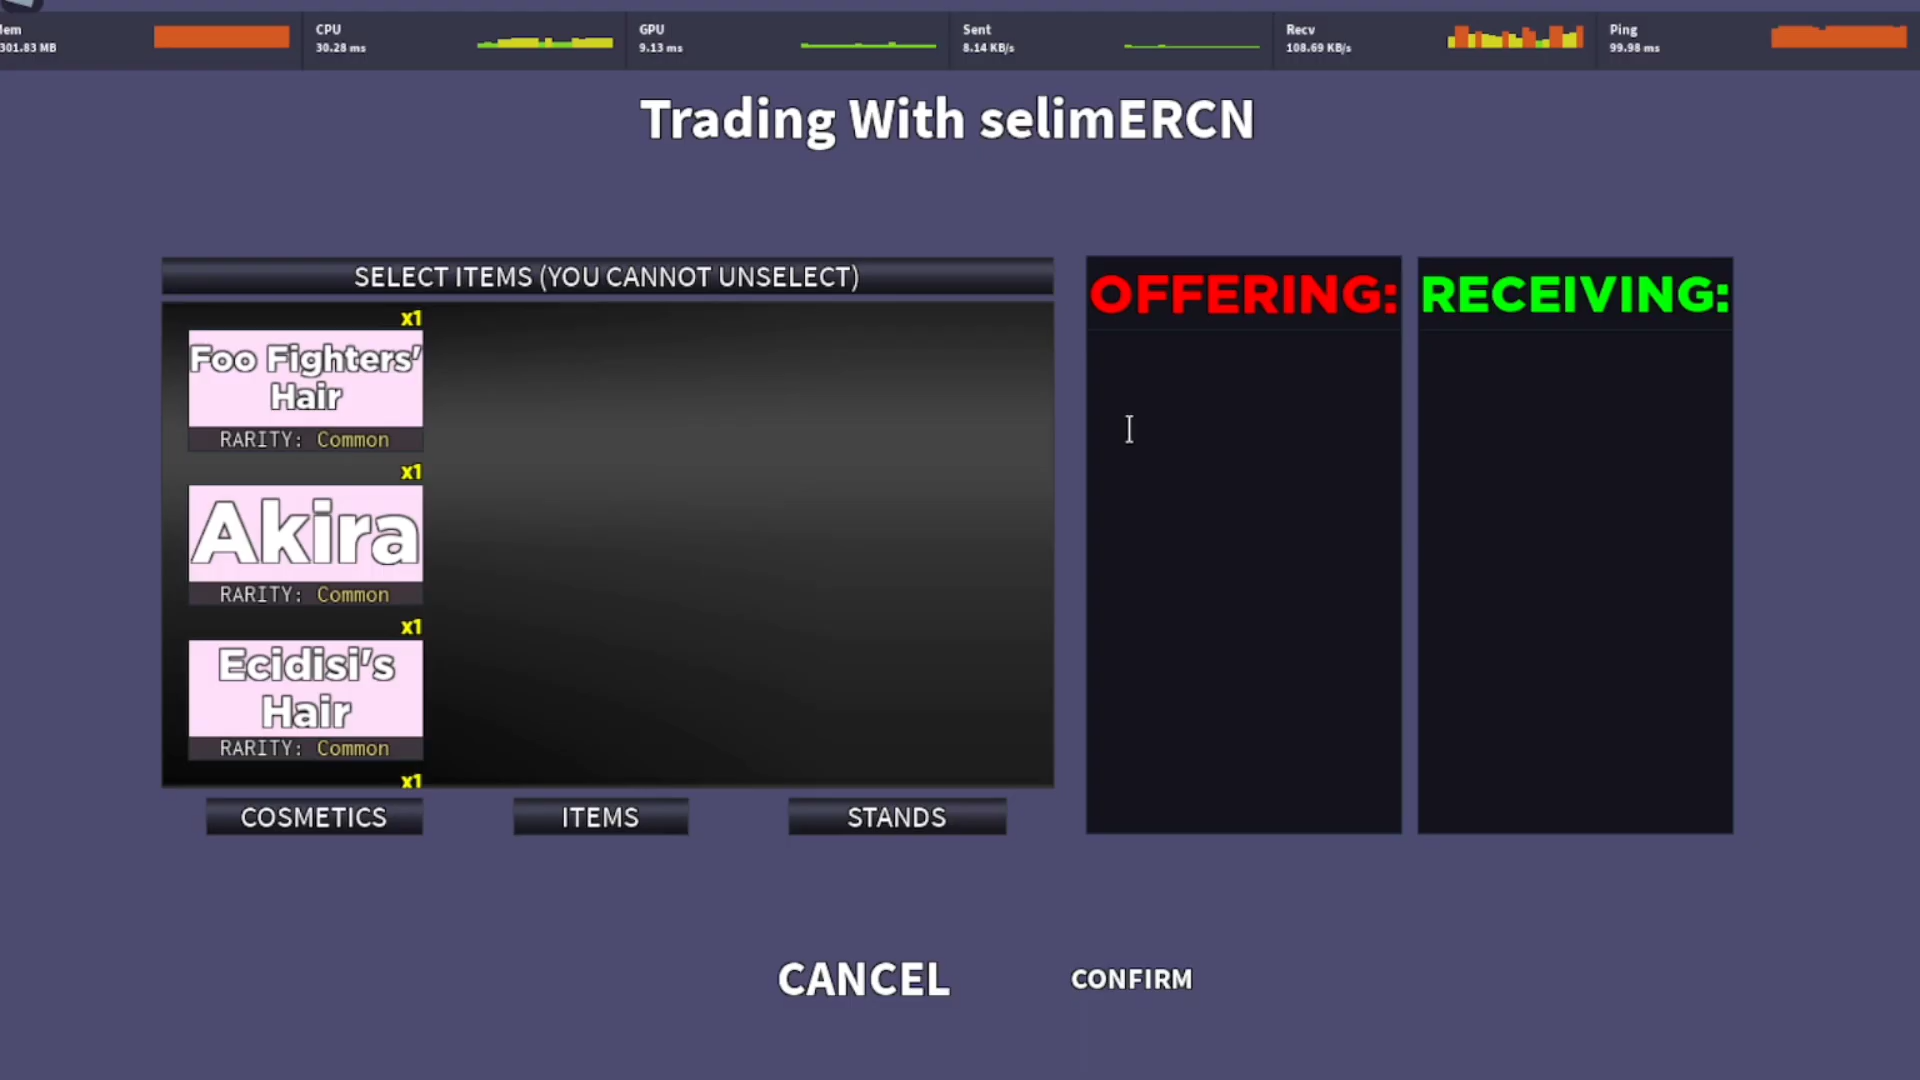 CPU
30.28 ms
GPU
9.13 ms
Sent
8.14 KB/s
Recv
108.69 KB/s
Ping
99.98 ms
301.83 MB
Trading With selimERCN
SELECT ITEMS (YOU CANNOT UNSELECT)
x1
Foo Fighters'
Hair
RARITY: Common
x1
Akira
RARITY: Common
x1
Ecidisi's
Hair
RARITY: Common
x1
COSMETICS
ITEMS
STANDS
OFFERING:
RECEIVING:
CANCEL
CONFIRM